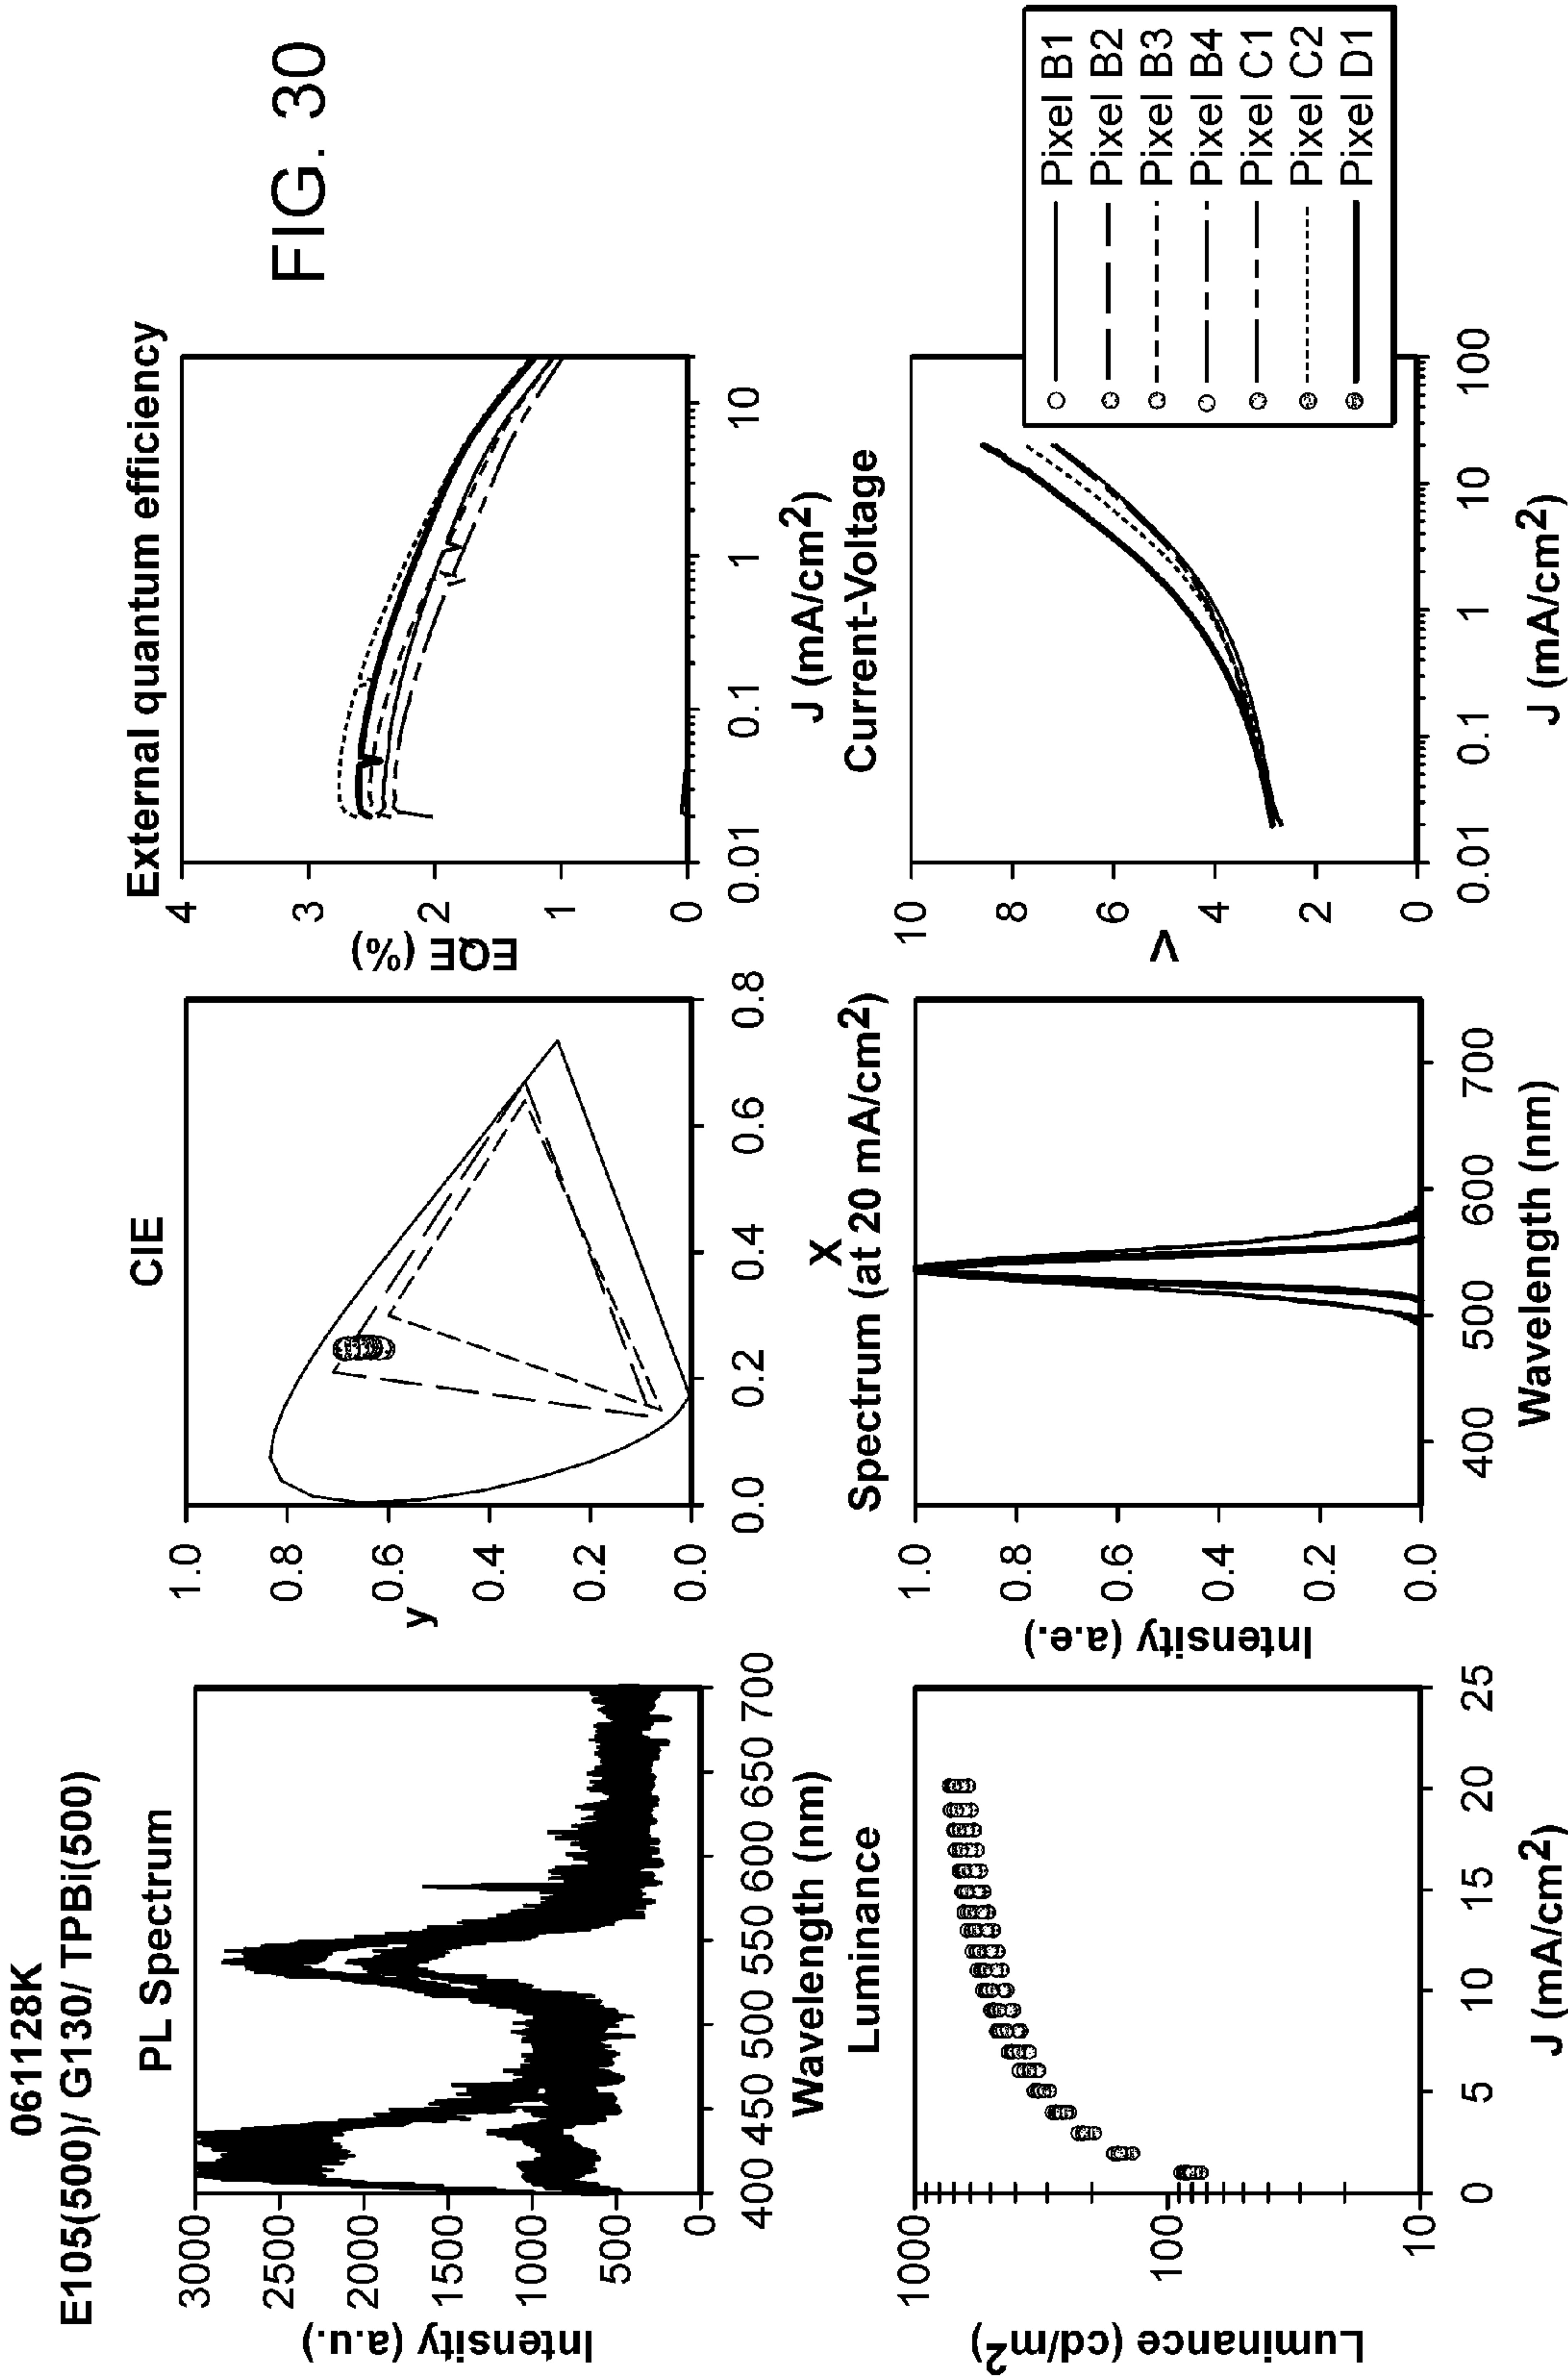 061128K
E105(500)/ G130/ TPBi(500)
FIG. 30
PL Spectrum
Intensity (a.u.)
3000
2500
2000
1500
1000
500
0
400 450 500 550 600 650 700
Wavelength (nm)
CIE
y
1.0
0.8
0.6
0.4
0.2
0.0
0.0 0.2 0.4 0.6 0.8
X
External quantum efficiency
EQE (%)
4
3
2
1
0
0.01 0.1 1 10
J (mA/cm2)
Luminance
Luminance (cd/m2)
1000
100
10
0 5 10 15 20 25
J (mA/cm2)
Spectrum (at 20 mA/cm2)
Intensity (a.e.)
1.0
0.8
0.6
0.4
0.2
0.0
400 500 600 700
Wavelength (nm)
Current-Voltage
V
10
8
6
4
2
0
0.01 0.1 1 10 100
J (mA/cm2)
Pixel B1
Pixel B2
Pixel B3
Pixel B4
Pixel C1
Pixel C2
Pixel D1